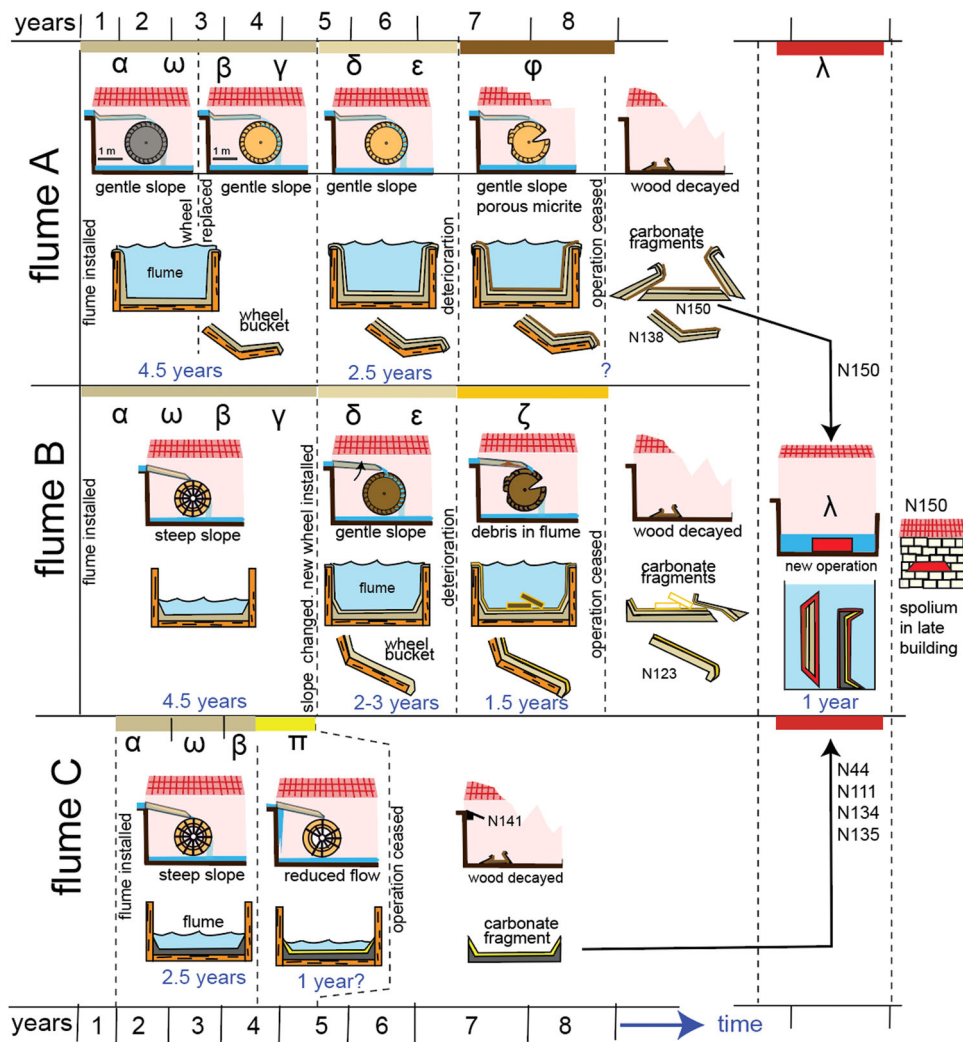 years 1 2 3 4 5 6 7 8
flume A
α ω β γ δ ε φ λ
1 m
1 m
gentle slope
gentle slope
gentle slope
gentle slope
porous micrite
wood decayed
flume installed
wheel
replaced
deteriorartion
operation ceased
flume
wheel
bucket
carbonate
fragments
N150
N138
4.5 years
2.5 years
?
N150
flume B
α ω β γ δ ε ζ
flume installed
steep slope
slope changed, new wheel installed
gentle slope
deterioration
debris in flume
operation ceased
wood decayed
flume
wheel
bucket
carbonate
fragments
N123
4.5 years
2-3 years
1.5 years
λ
new operation
1 year
N150
spolium
in late
building
flume C
α ω β π
flume installed
steep slope
reduced flow
operation ceased
N141
wood decayed
flume
carbonate
fragment
2.5 years
1 year?
N44
N111
N134
N135
years 1 2 3 4 5 6 7 8 time